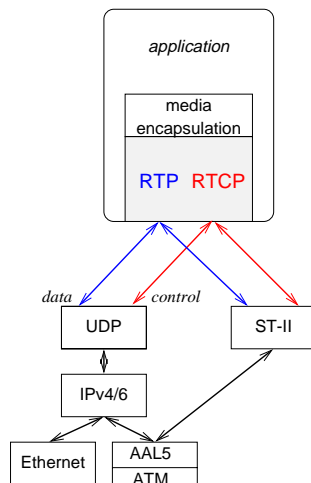 application
media
encapsulation
RTP RTCP
data control
UDP ST-II
IPv4/6
Ethernet AAL5
ATM